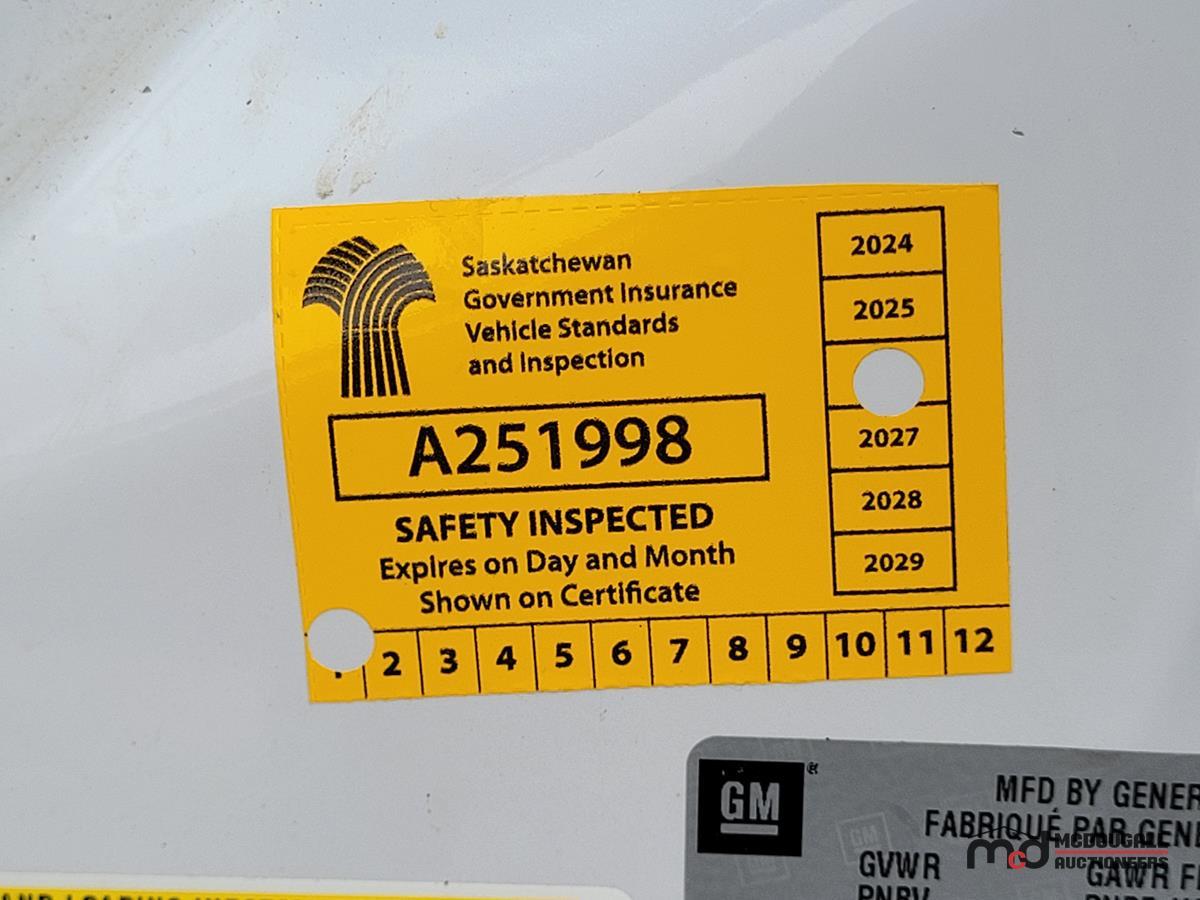 Saskatchewan
Government Insurance
Vehicle Standards
and Inspection
A251998
SAFETY INSPECTED
Expires on Day and Month
Shown on Certificate
2024
2025
2027
2028
2029
2 3 4 5 6 7 8 9 10 11 12
GM®
MFD BY GENER
FABRIQUÉ PAR GENE
GVWR
PNBV
GAWR F
mcd MCDOUGALL
AUCTIONEERS